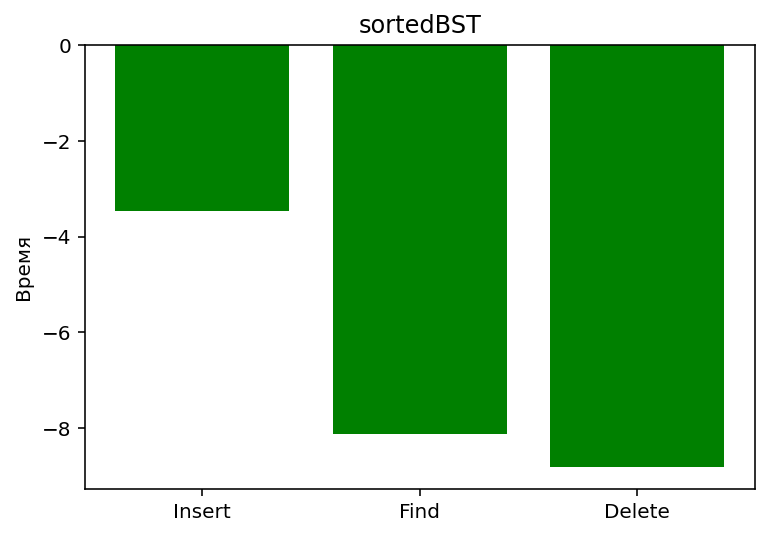 sortedBST
0
−2
−4
−6
−8
Время
Insert
Find
Delete